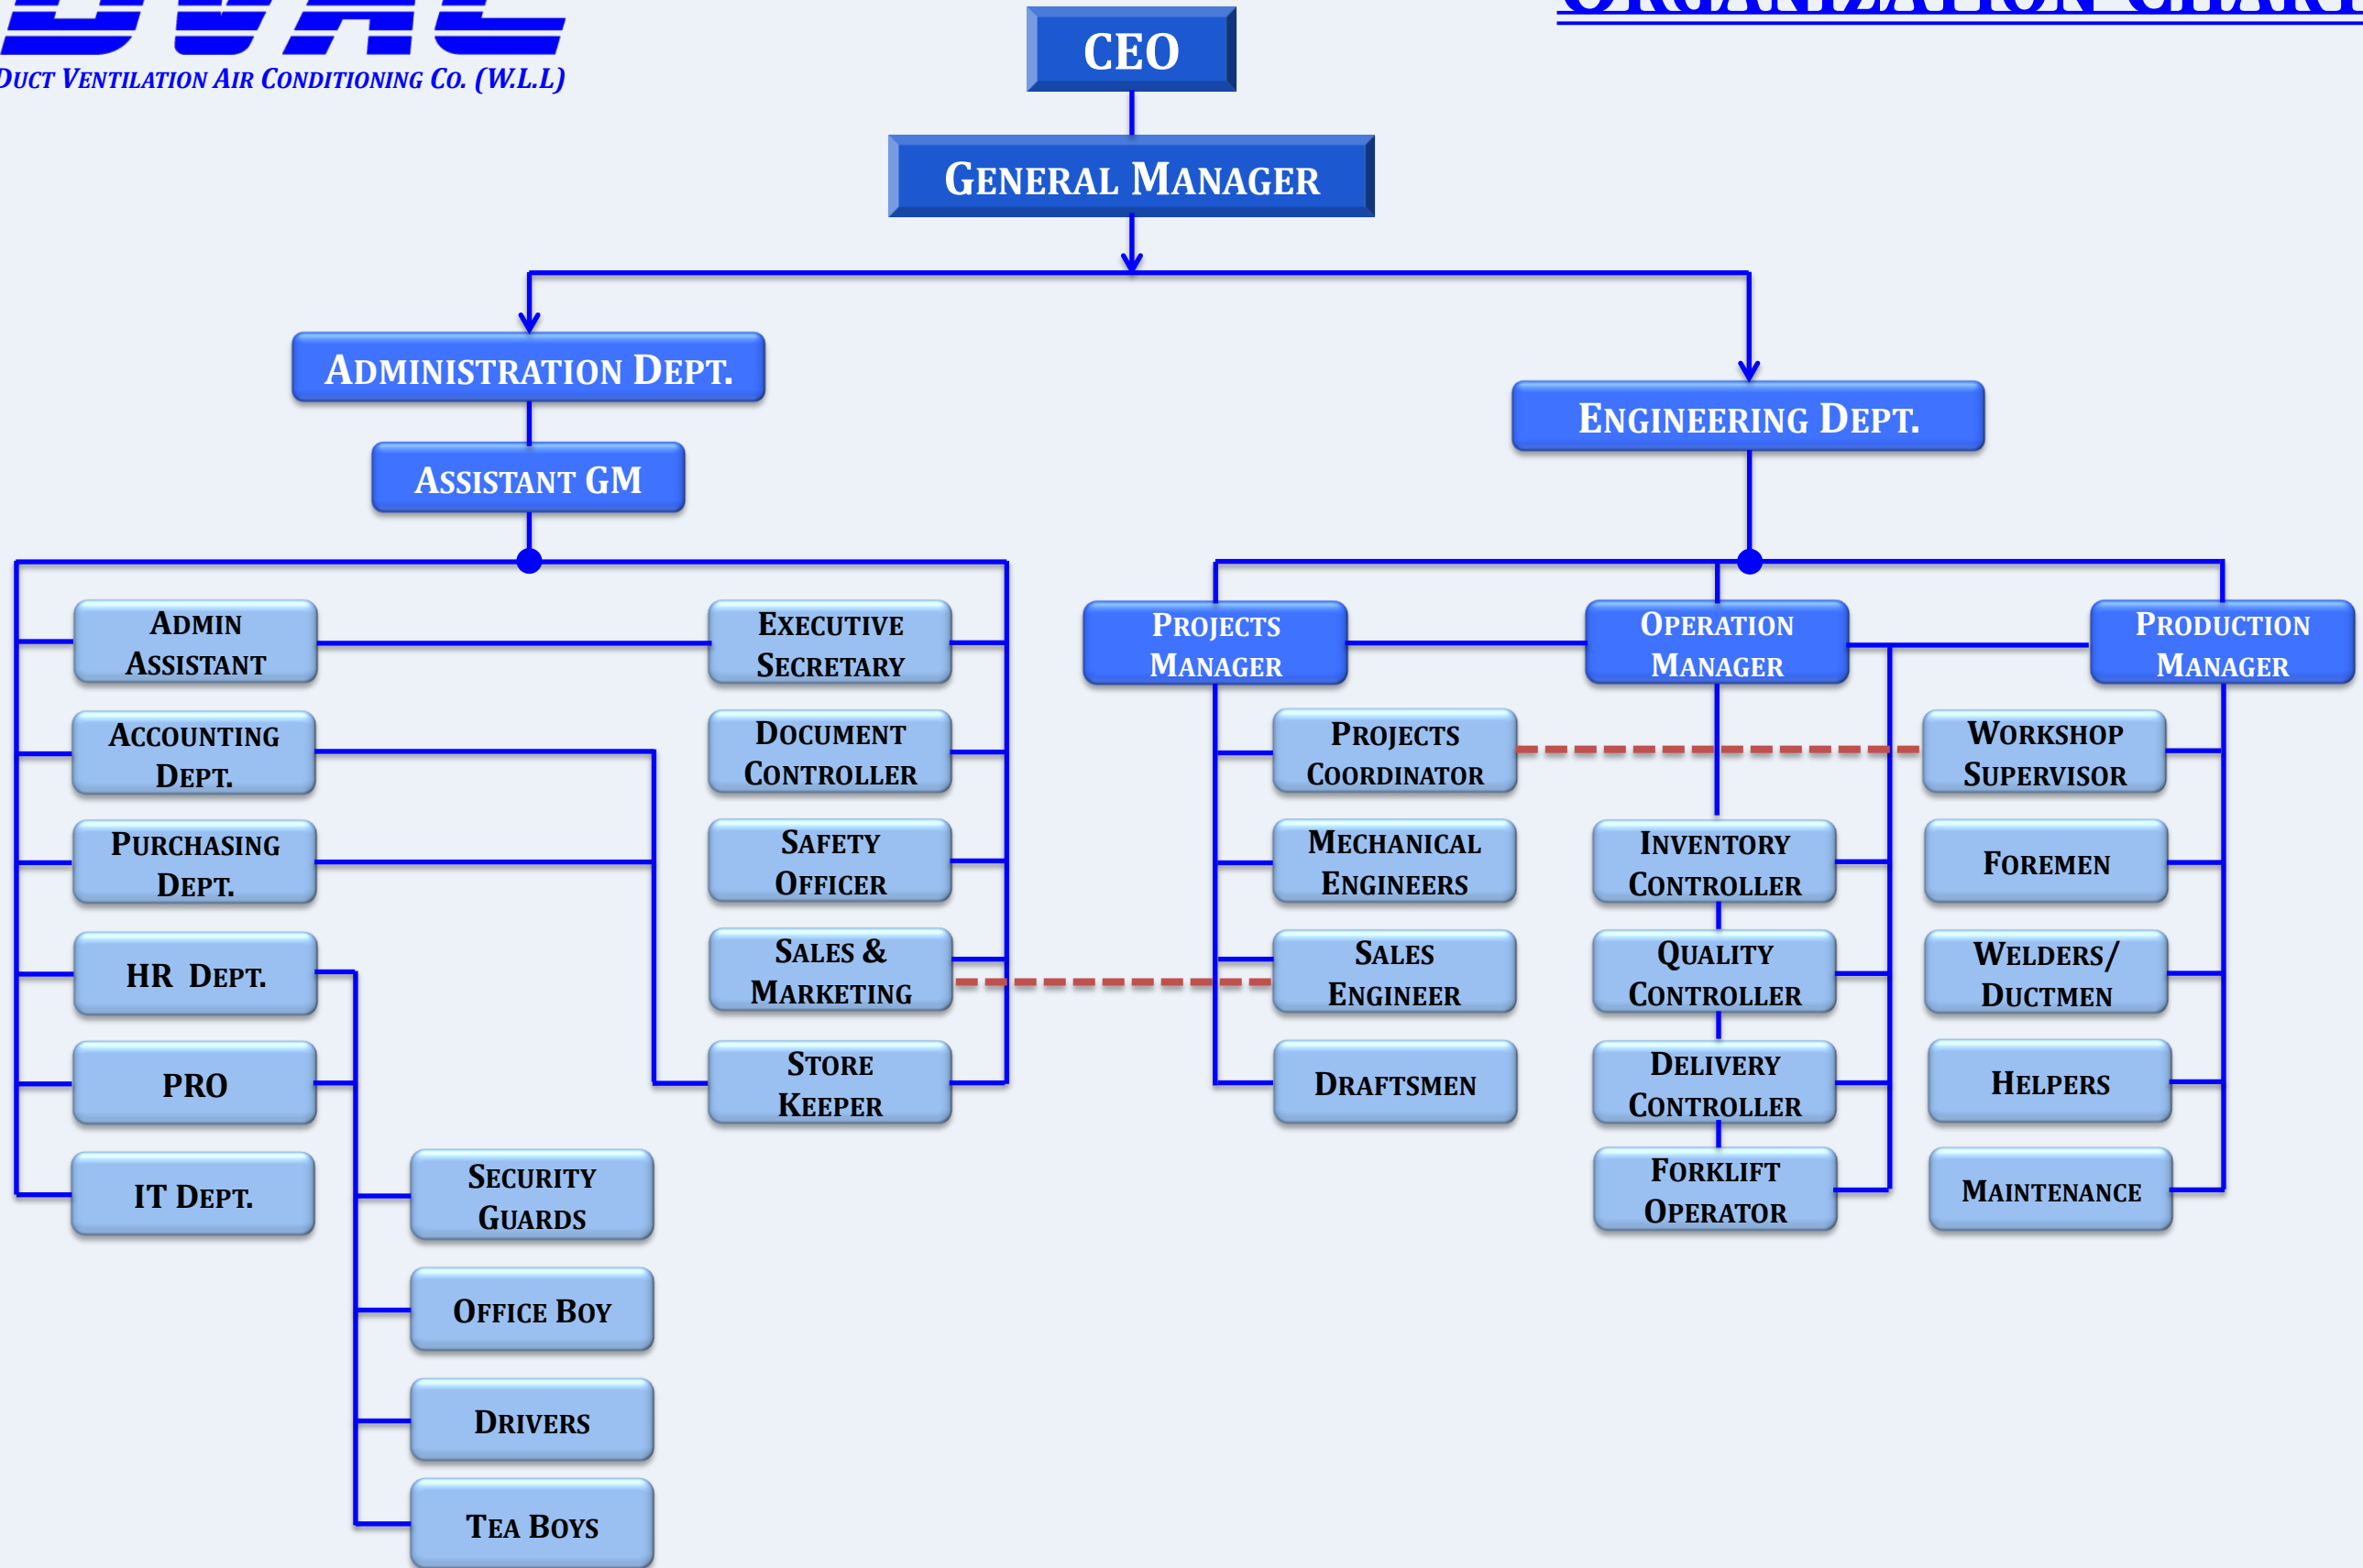 DVAC
DUCT VENTILATION AIR CONDITIONING CO. (W.L.L)
ORGANIZATION CHART
CEO
GENERAL MANAGER
ADMINISTRATION DEPT.
ENGINEERING DEPT.
ASSISTANT GM
ADMIN
ASSISTANT
ACCOUNTING
DEPT.
PURCHASING
DEPT.
HR DEPT.
PRO
IT DEPT.
SECURITY
GUARDS
OFFICE BOY
DRIVERS
TEA BOYS
EXECUTIVE
SECRETARY
DOCUMENT
CONTROLLER
SAFETY
OFFICER
SALES &
MARKETING
STORE
KEEPER
PROJECTS
MANAGER
PROJECTS
COORDINATOR
MECHANICAL
ENGINEERS
SALES
ENGINEER
DRAFTSMEN
OPERATION
MANAGER
INVENTORY
CONTROLLER
QUALITY
CONTROLLER
DELIVERY
CONTROLLER
FORKLIFT
OPERATOR
PRODUCTION
MANAGER
WORKSHOP
SUPERVISOR
FOREMEN
WELDERS/
DUCTMEN
HELPERS
MAINTENANCE